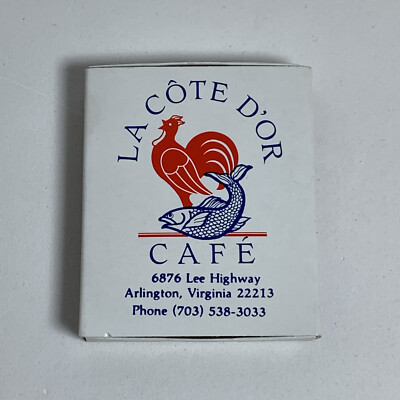 LA CÔTE D'OR
CAFÉ
6876 Lee Highway
Arlington, Virginia 22213
Phone (703) 538-3033